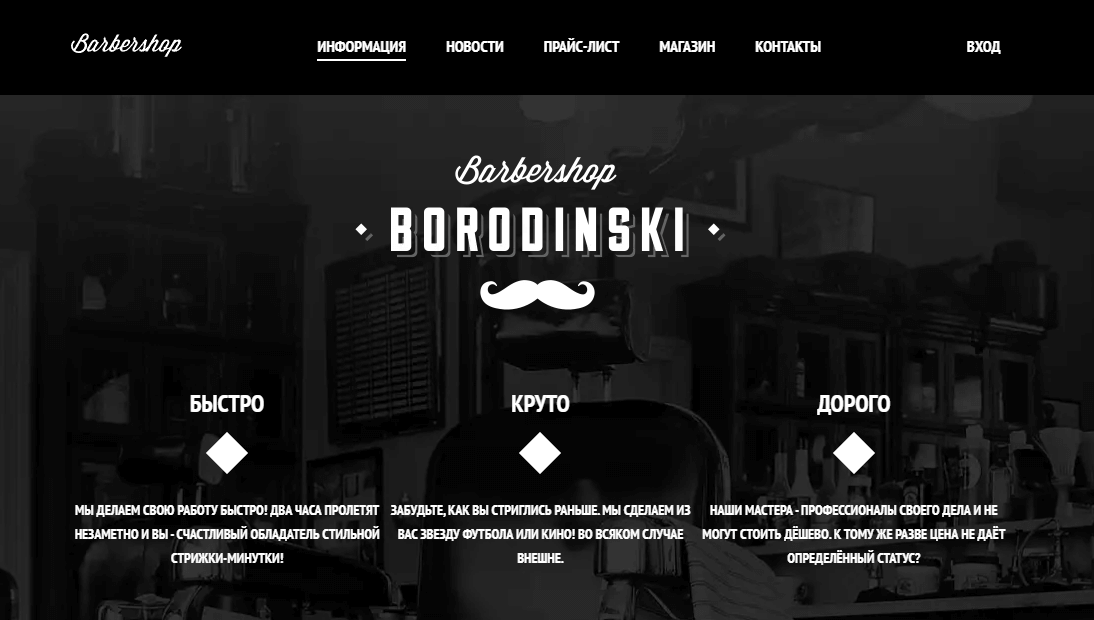 Barbershop
ИНФОРМАЦИЯ НОВОСТИ ПРАЙС-ЛИСТ МАГАЗИН КОНТАКТЫ ВХОД
Barbershop
BORODINSKI
БЫСТРО
МЫ ДЕЛАЕМ СВОЮ РАБОТУ БЫСТРО! ДВА ЧАСА ПРОЛЕТЯТ
НЕЗАМЕТНО И ВЫ - СЧАСТЛИВЫЙ ОБЛАДАТЕЛЬ СТИЛЬНОЙ
СТРИЖКИ-МИНУТКИ!
КРУТО
ЗАБУДЬТЕ, КАК ВЫ СТРИГЛИСЬ РАНЬШЕ. МЫ СДЕЛАЕМ ИЗ
ВАС ЗВЕЗДУ ФУТБОЛА ИЛИ КИНО! ВО ВСЯКОМ СЛУЧАЕ
ВНЕШНЕ.
ДОРОГО
НАШИ МАСТЕРА - ПРОФЕССИОНАЛЫ СВОЕГО ДЕЛА И НЕ
МОГУТ СТОИТЬ ДЁШЕВО. К ТОМУ ЖЕ РАЗВЕ ЦЕНА НЕ ДАЁТ
ОПРЕДЕЛЁННЫЙ СТАТУС?